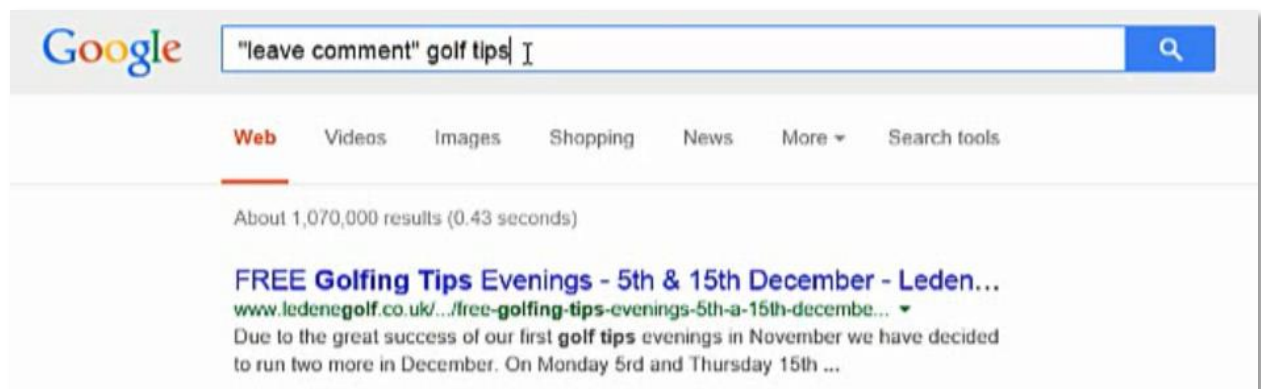 Google "leave comment" golf tips
Web Videos Images Shopping News More Search tools
About 1,070,000 results (0.43 seconds)
FREE Golfing Tips Evenings - 5th & 15th December - Leden...
www.ledenegolf.co.uk/.../free-golfing-tips-evenings-5th-a-15th-decembe...
Due to the great success of our first golf tips evenings in November we have decided
to run two more in December. On Monday 5rd and Thursday 15th ...